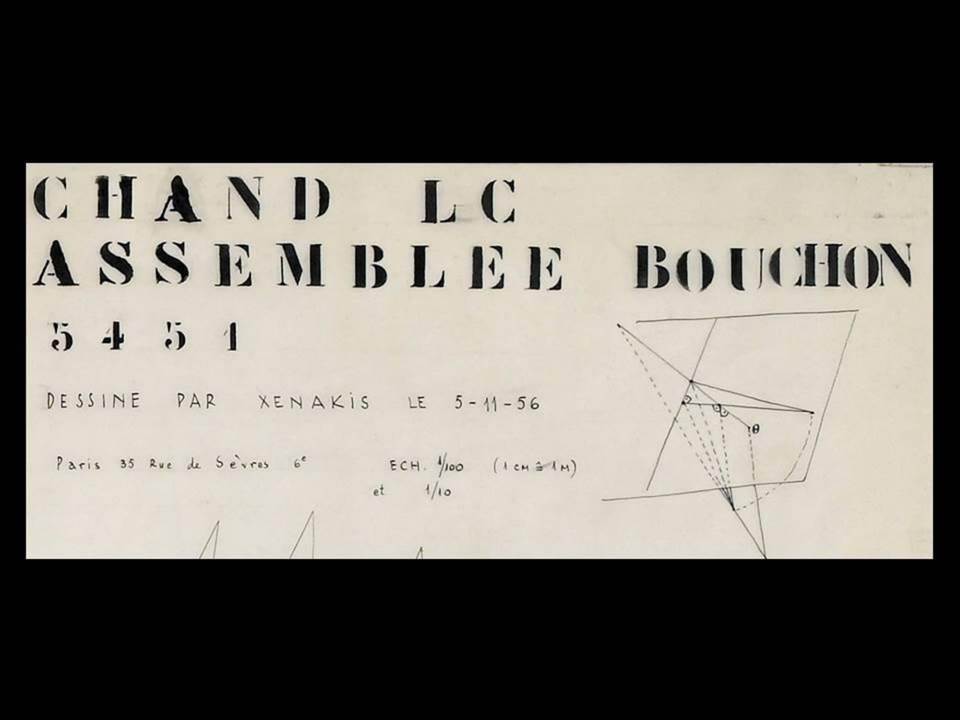 CHAND LC
ASSEMBLEE BOUCHON
5451
DESSINE PAR XENAKIS LE 5-11-56
Paris 35 Rue de Sèvres 6e
ECH. 1/100 (1 CM ≅ 1 M)
et 1/10
θ